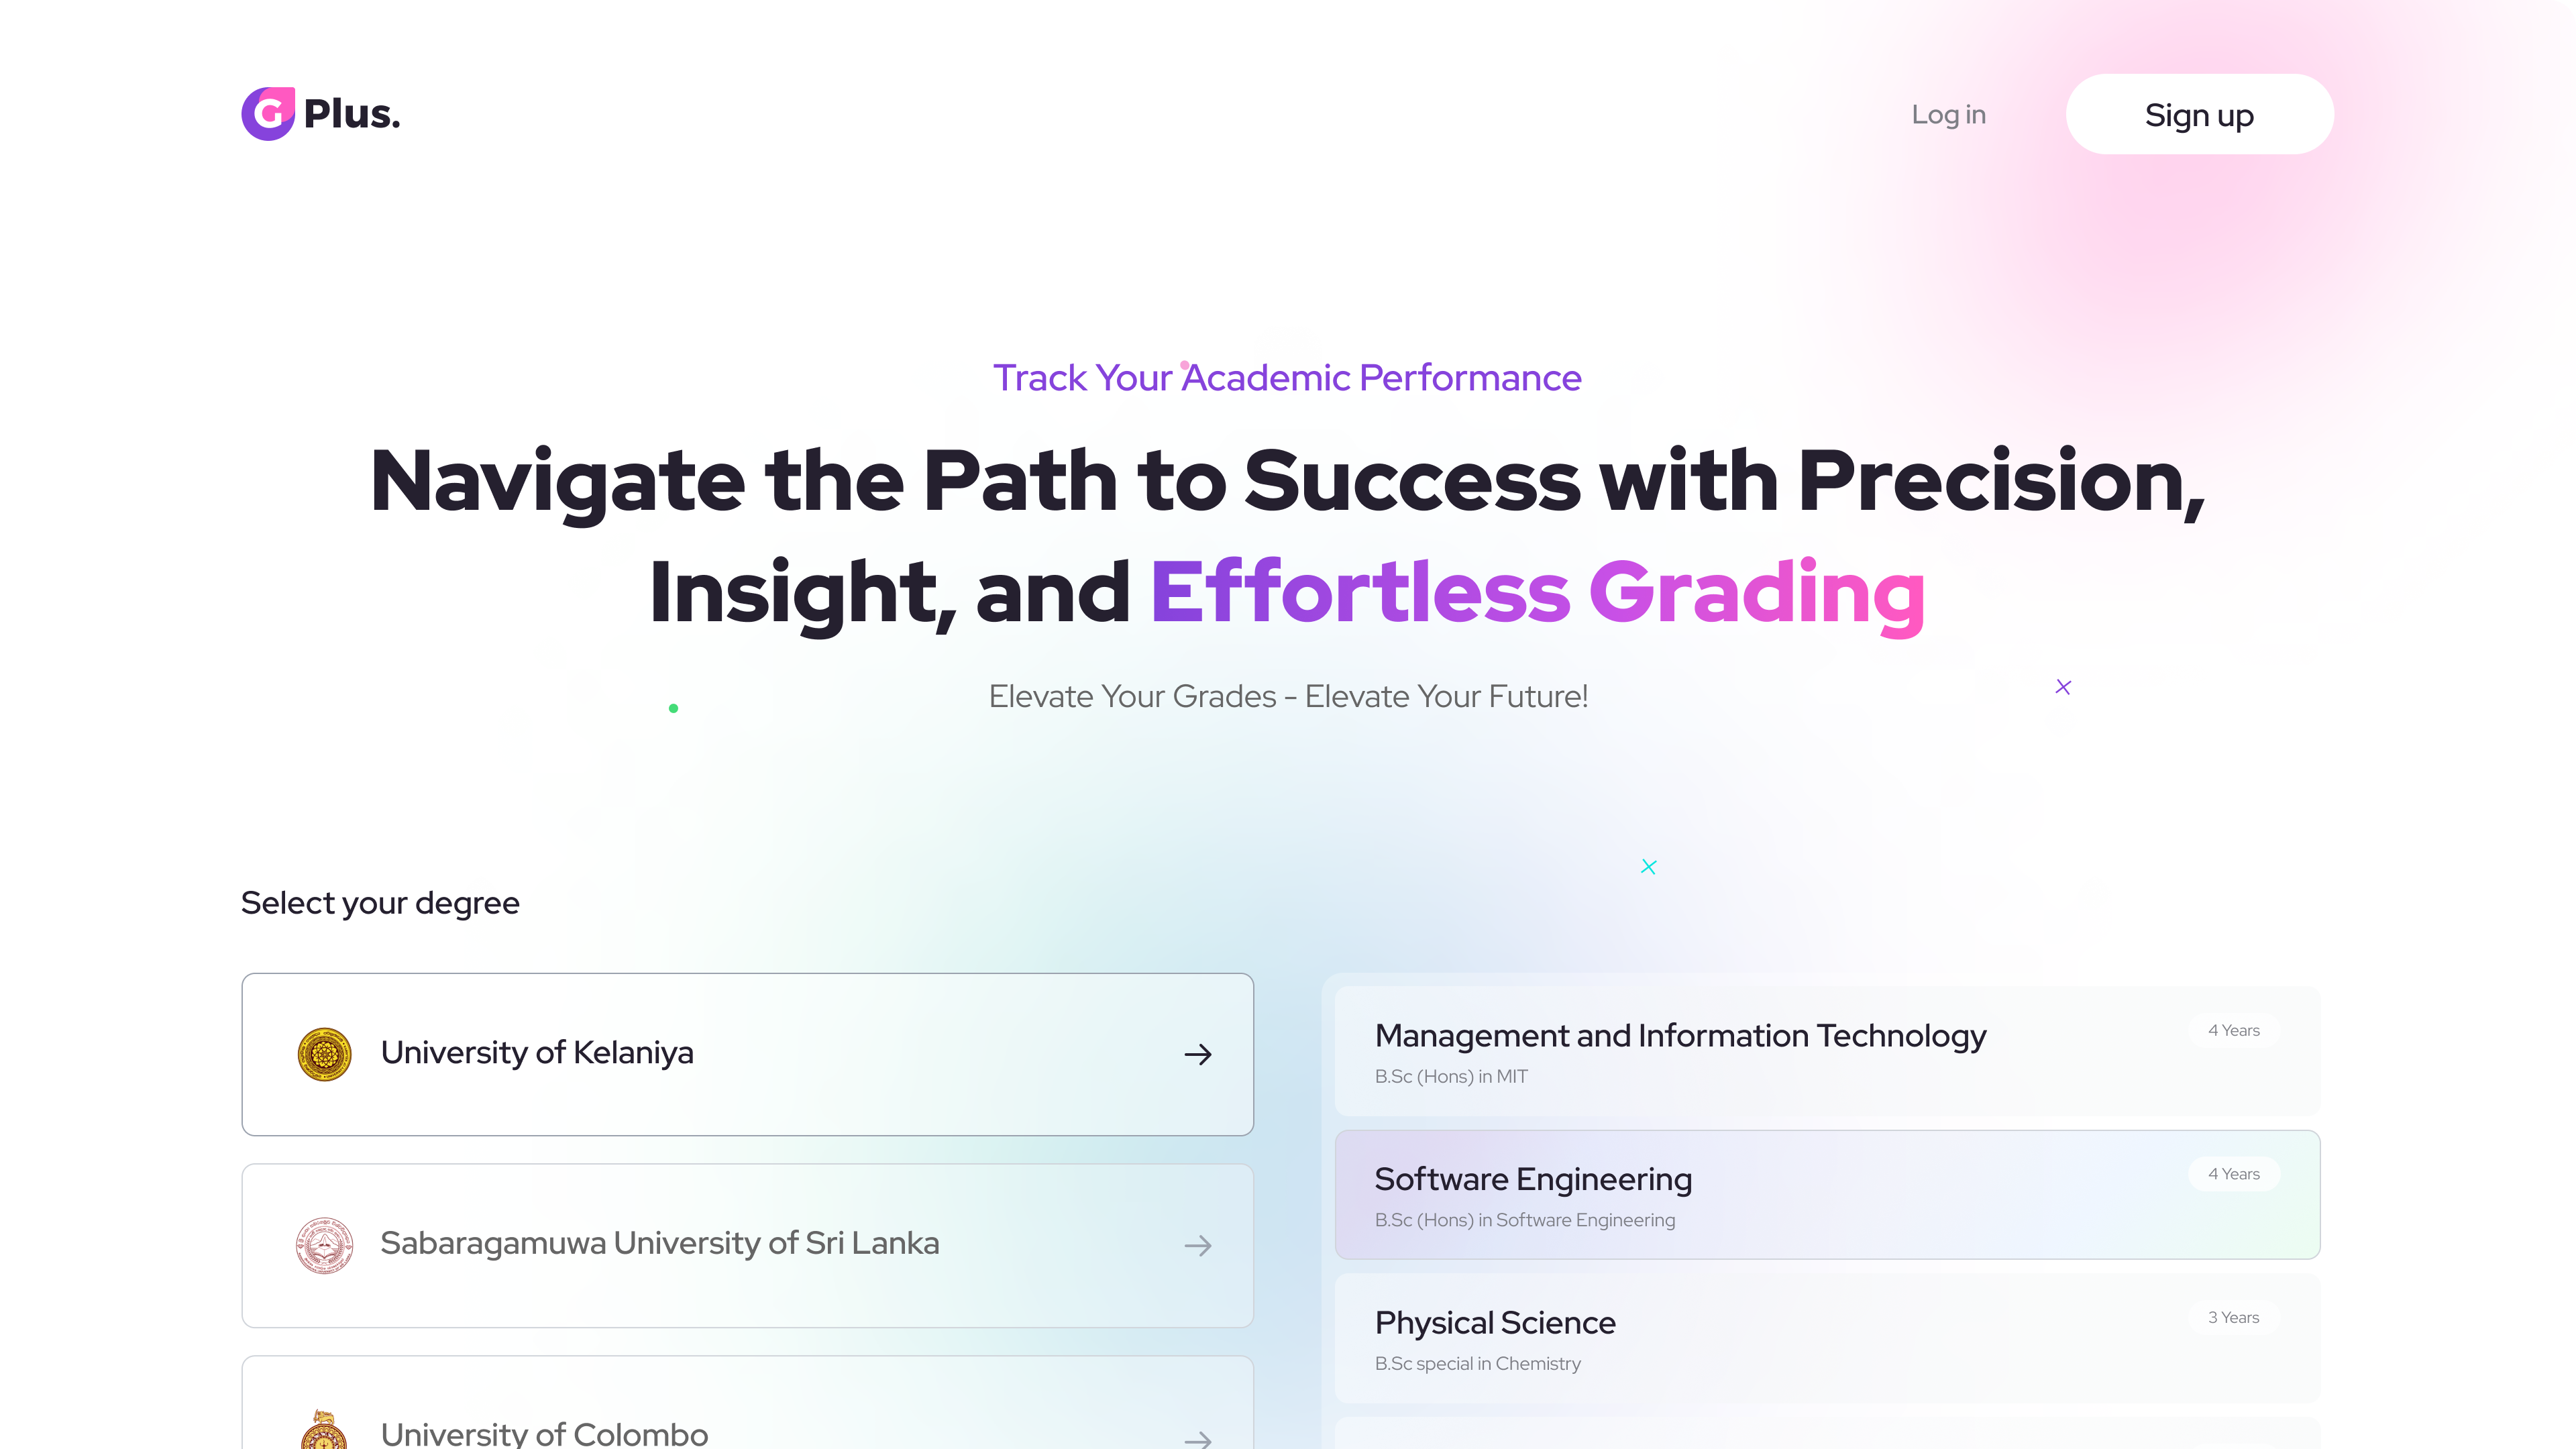 G Plus.
Log in
Sign up
Track Your Academic Performance
Navigate the Path to Success with Precision,
Insight, and Effortless Grading
Elevate Your Grades - Elevate Your Future!
Select your degree
University of Kelaniya
Sabaragamuwa University of Sri Lanka
University of Colombo
Management and Information Technology
4 Years
B.Sc (Hons) in MIT
Software Engineering
4 Years
B.Sc (Hons) in Software Engineering
Physical Science
3 Years
B.Sc special in Chemistry